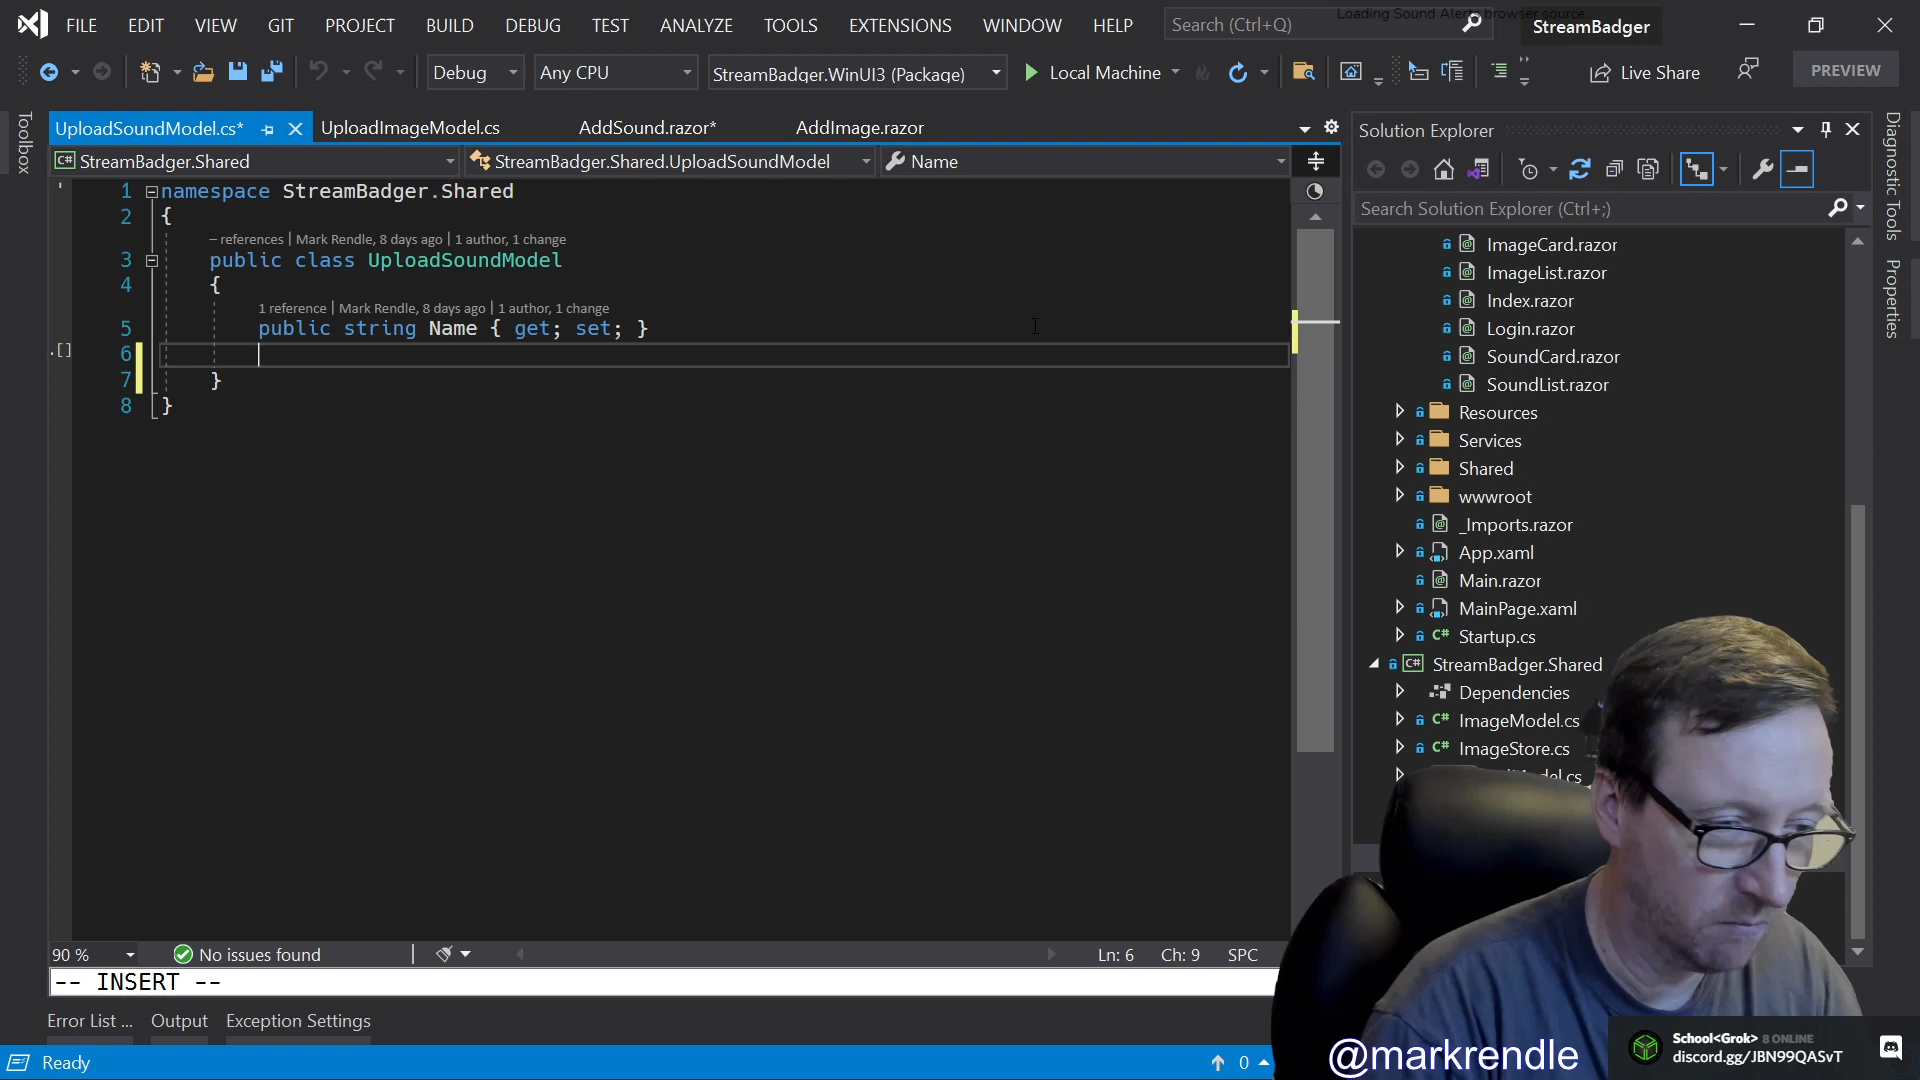 FILE EDIT VIEW GIT PROJECT BUILD DEBUG TEST ANALYZE TOOLS EXTENSIONS WINDOW HELP Search (Ctrl+Q) StreamBadger
Loading Sound Alerts browser source...
Debug Any CPU StreamBadger.WinUI3 (Package) Local Machine Live Share PREVIEW
UploadSoundModel.cs* UploadImageModel.cs AddSound.razor* AddImage.razor
StreamBadger.Shared StreamBadger.Shared.UploadSoundModel Name
1 namespace StreamBadger.Shared
2 {
– references | Mark Rendle, 8 days ago | 1 author, 1 change
3 public class UploadSoundModel
4 {
1 reference | Mark Rendle, 8 days ago | 1 author, 1 change
5 public string Name { get; set; }
6
7 }
8 }
90 % No issues found Ln: 6 Ch: 9 SPC
-- INSERT --
Error List ... Output Exception Settings
Ready 0
Toolbox
Solution Explorer
Search Solution Explorer (Ctrl+;)
ImageCard.razor
ImageList.razor
Index.razor
Login.razor
SoundCard.razor
SoundList.razor
Resources
Services
Shared
wwwroot
_Imports.razor
App.xaml
Main.razor
MainPage.xaml
Startup.cs
StreamBadger.Shared
Dependencies
ImageModel.cs
ImageStore.cs
Diagnostic Tools
Properties
@markrendle
School<Grok> 8 ONLINE
discord.gg/JBN99QASvT